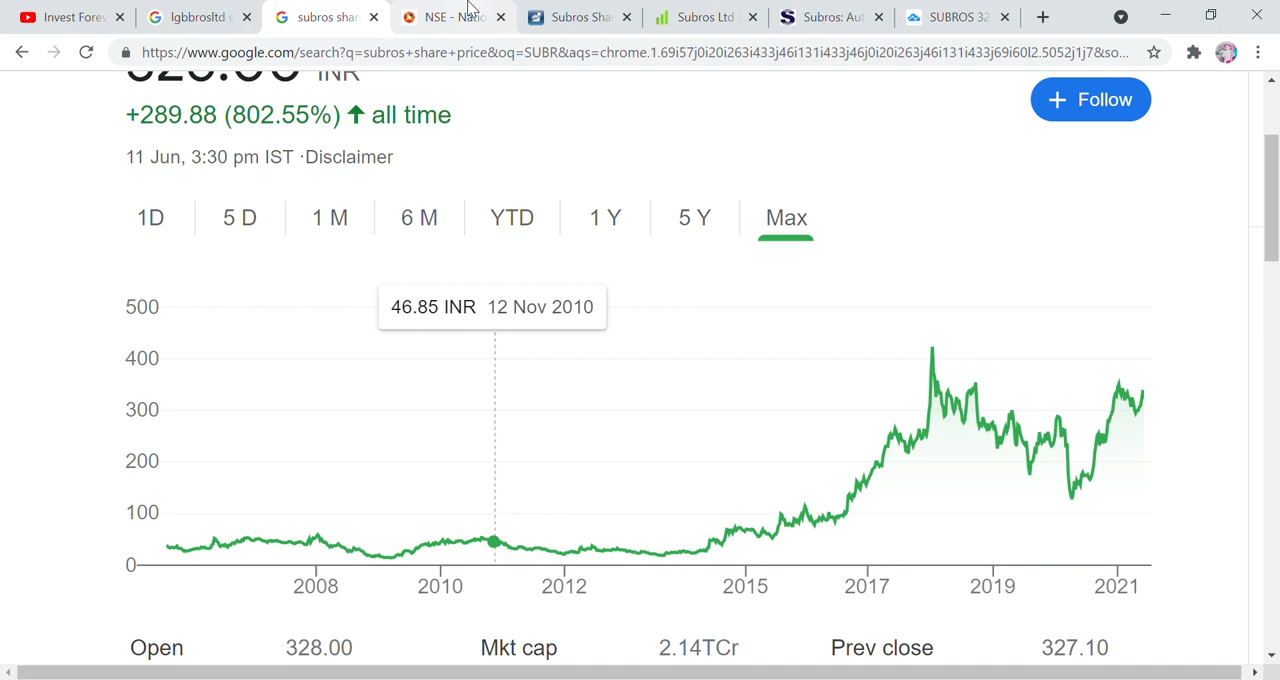 Invest Fore
lgbbrosltd s
subros shar
NSE - Natio
Subros Sha
Subros Ltd
Subros: Aut
SUBROS 32
https://www.google.com/search?q=subros+share+price&oq=SUBR&aqs=chrome.1.69i57j0i20i263i433j46i131i433j46j0i20i263j46i131i433j69i60l2.5052j1j7&so...
INR
+289.88 (802.55%) ↑ all time
+ Follow
11 Jun, 3:30 pm IST ·Disclaimer
1D 5 D 1 M 6 M YTD 1 Y 5 Y Max
46.85 INR 12 Nov 2010
500
400
300
200
100
0
2008 2010 2012 2015 2017 2019 2021
Open 328.00 Mkt cap 2.14TCr Prev close 327.10